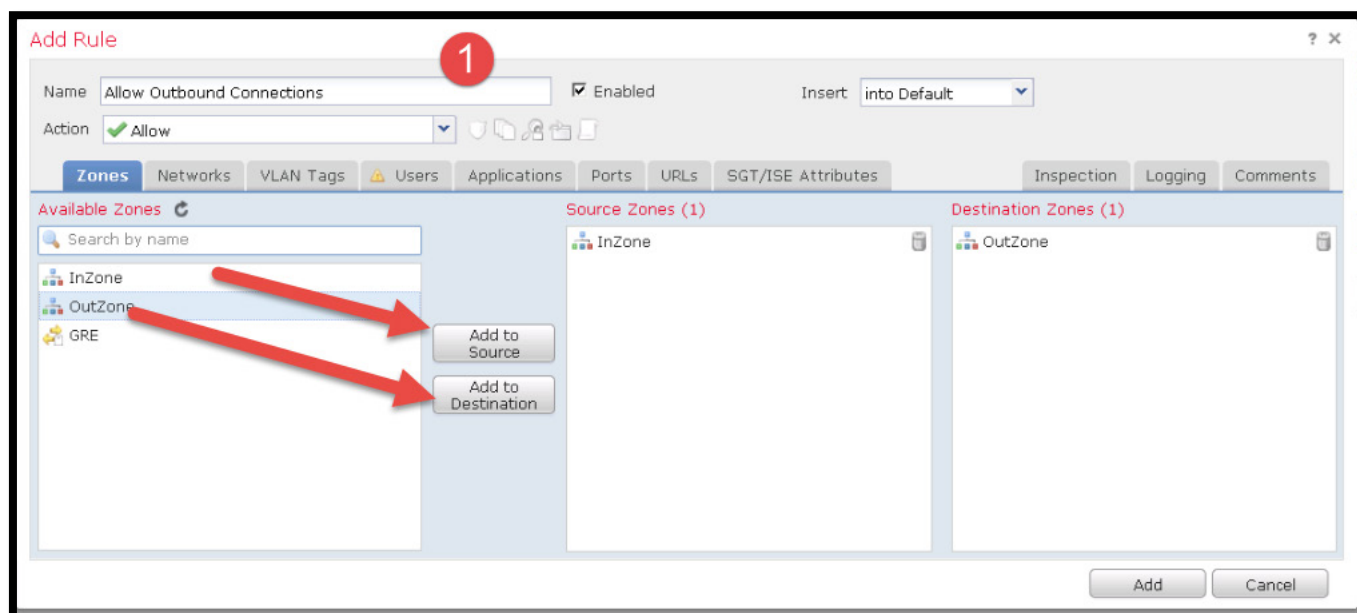 Add Rule
? ×
1
Name Allow Outbound Connections Enabled Insert into Default
Action Allow
Zones Networks VLAN Tags Users Applications Ports URLs SGT/ISE Attributes Inspection Logging Comments
Available Zones Source Zones (1) Destination Zones (1)
Search by name InZone OutZone
InZone
OutZone
GRE
Add to
Source
Add to
Destination
Add Cancel